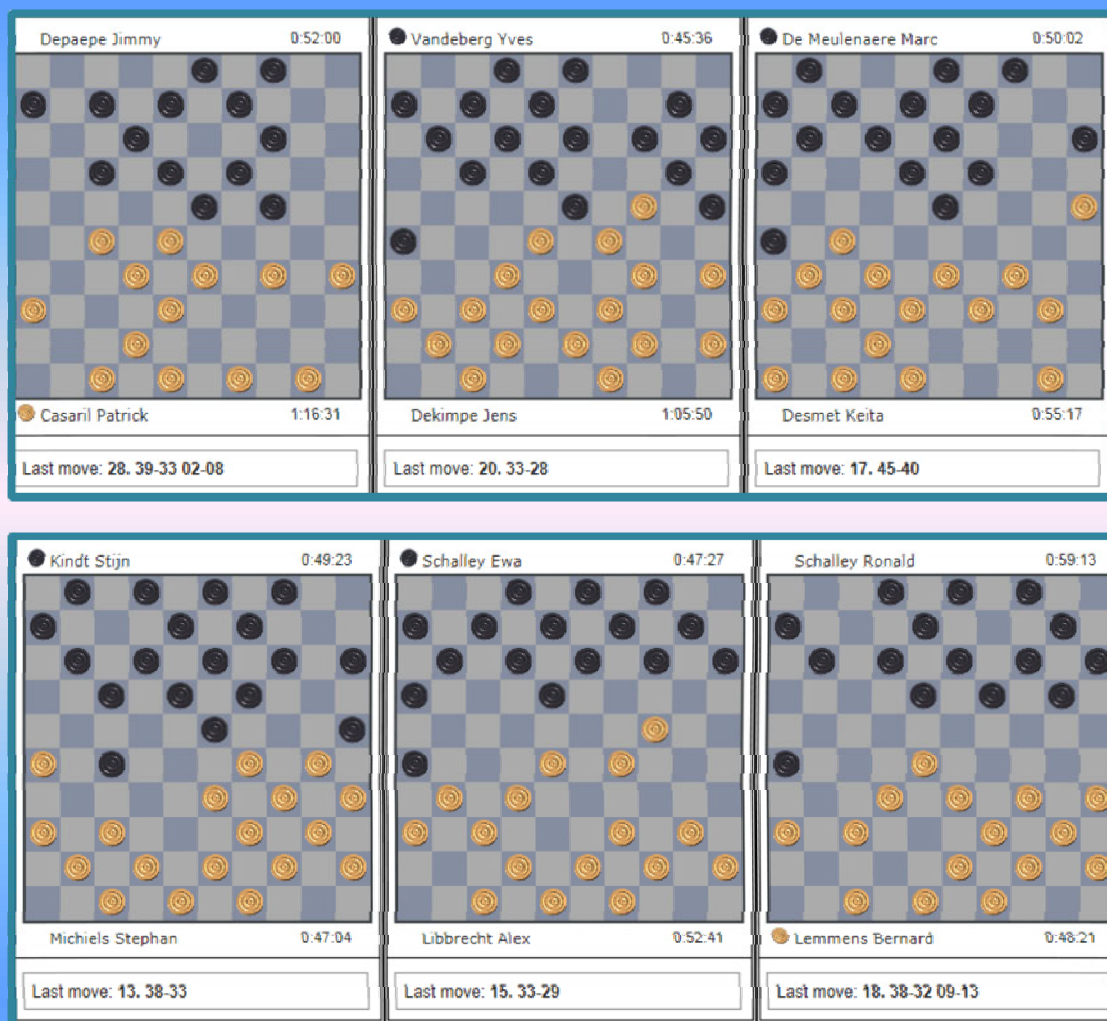 Depaepe Jimmy 0:52:00 Vandeberg Yves 0:45:36 De Meulenaere Marc 0:50:02
Casaril Patrick 1:16:31 Dekimpe Jens 1:05:50 Desmet Keita 0:55:17
Last move: 28. 39-33 02-08 Last move: 20. 33-28 Last move: 17. 45-40
Kindt Stijn 0:49:23 Schalley Ewa 0:47:27 Schalley Ronald 0:59:13
Michiels Stephan 0:47:04 Libbrecht Alex 0:52:41 Lemmens Bernard 0:48:21
Last move: 13. 38-33 Last move: 15. 33-29 Last move: 18. 38-32 09-13